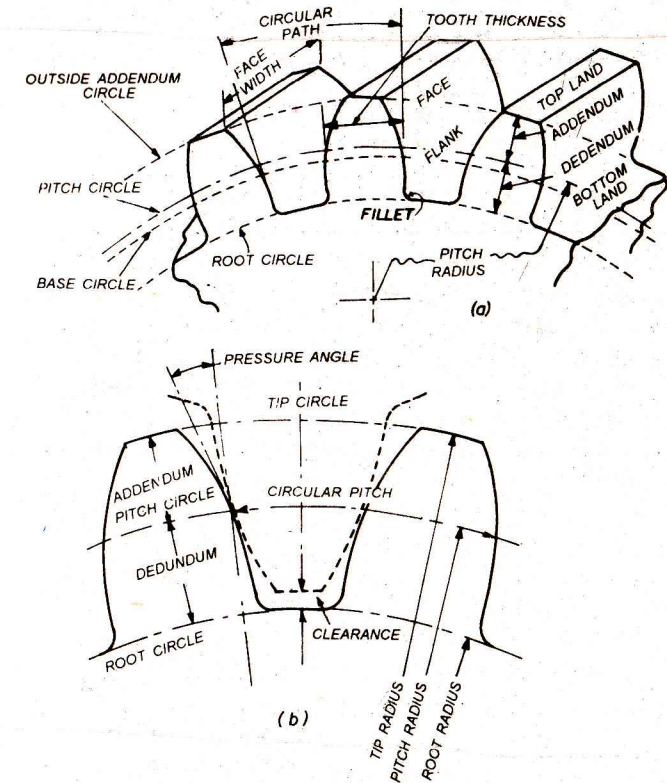 CIRCULAR
PATH
TOOTH THICKNESS
FACE
WIDTH
OUTSIDE ADDENDUM
CIRCLE
FACE
TOP LAND
ADDENDUM
FLANK
DEDENDUM
PITCH CIRCLE
BOTTOM
LAND
FILLET
ROOT CIRCLE
PITCH
RADIUS
BASE CIRCLE
(a)
PRESSURE ANGLE
TIP CIRCLE
ADDENDUM
PITCH CIRCLE
CIRCULAR PITCH
DEDUNDUM
CLEARANCE
ROOT CIRCLE
(b)
TIP RADIUS
PITCH RADIUS
ROOT RADIUS